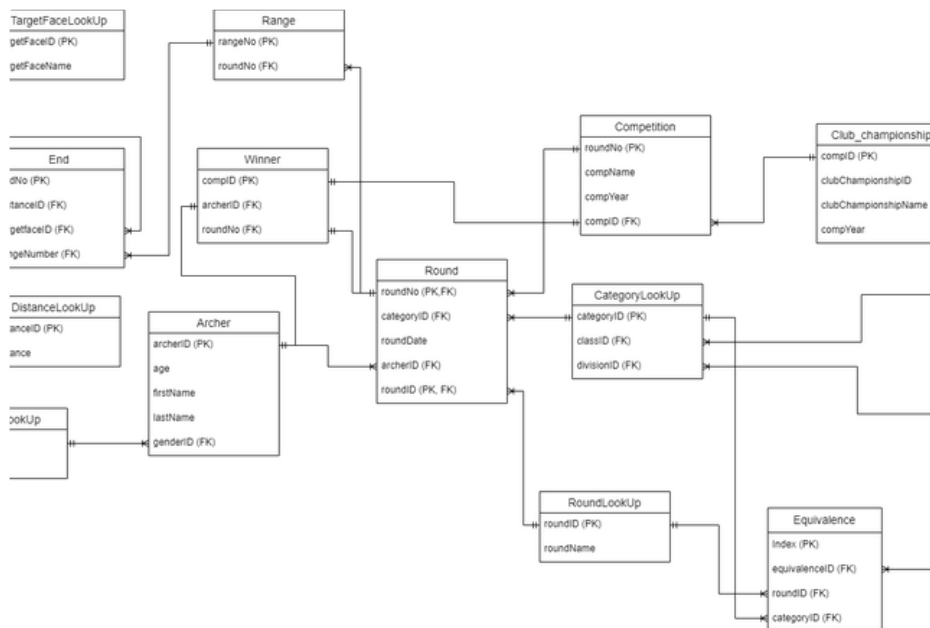 TargetFaceLookUp
getFaceID (PK)
getFaceName
Range
rangeNo (PK)
roundNo (FK)
End
dNo (PK)
tanceID (FK)
getfaceID (FK)
ngeNumber (FK)
Winner
compID (PK)
archerID (FK)
roundNo (FK)
Competition
roundNo (PK)
compName
compYear
compID (FK)
Club_championship
compID (PK)
clubChampionshipID
clubChampionshipName
compYear
Round
roundNo (PK,FK)
categoryID (FK)
roundDate
archerID (FK)
roundID (PK, FK)
CategoryLookUp
categoryID (PK)
classID (FK)
divisionID (FK)
DistanceLookUp
anceID (PK)
ance
Archer
archerID (PK)
age
firstName
lastName
genderID (FK)
ookUp
RoundLookUp
roundID (PK)
roundName
Equivalence
Index (PK)
equivalenceID (FK)
roundID (FK)
categoryID (FK)